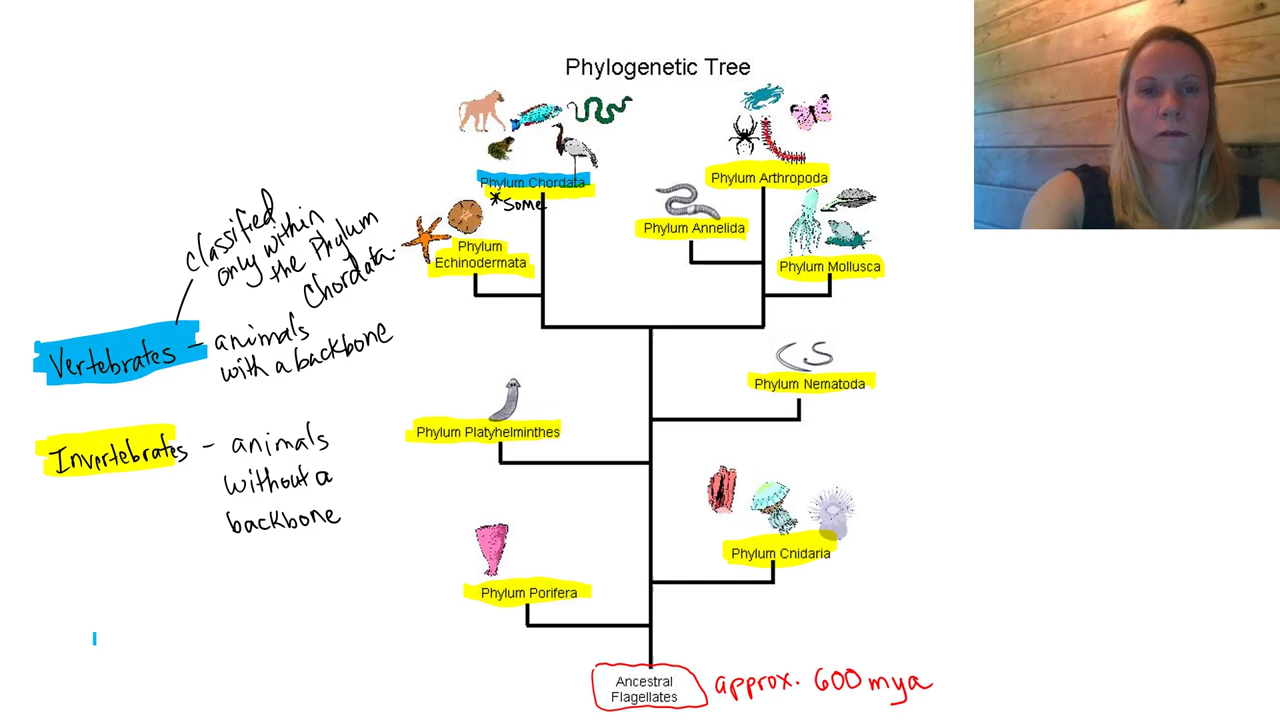 Phylogenetic Tree
Phylum Chordata
*some
Phylum Arthropoda
Phylum Annelida
Phylum
Echinodermata
Phylum Mollusca
classified
only within
the Phylum
Chordata.
Vertebrates - animals
with a backbone
Phylum Nematoda
Phylum Platyhelminthes
Invertebrates - animals
without a
backbone
Phylum Cnidaria
Phylum Porifera
Ancestral
Flagellates
approx. 600 mya